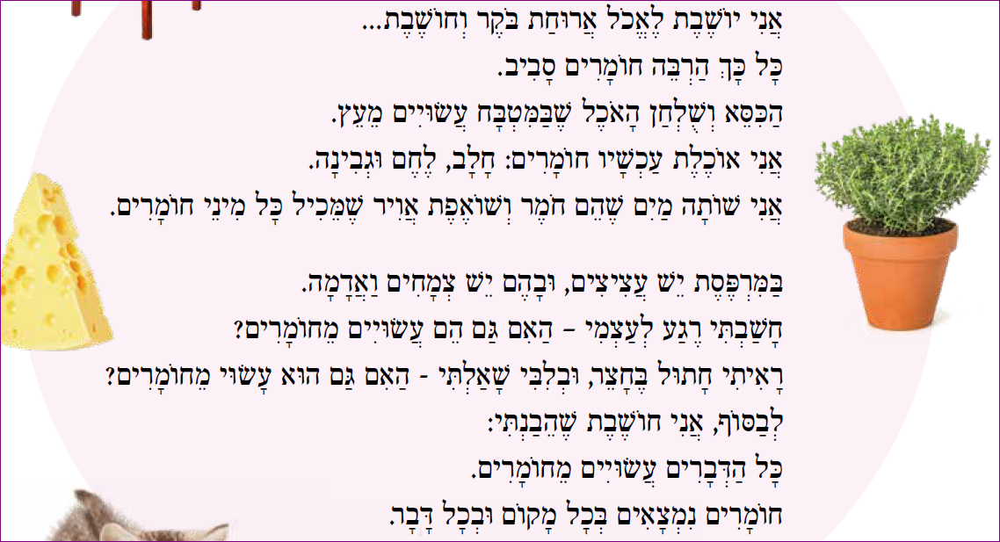 אֲנִי יוֹשֶׁבֶת לֶאֱכֹל אֲרוּחַת בֹּקֶר וְחוֹשֶׁבֶת...
כָּל כָּךְ הַרְבֵּה חוֹמָרִים סָבִיב.
הַכִּסֵּא וְשֻׁלְחַן הָאֹכֶל שֶׁבַּמִּטְבָּח עֲשׂוּיִים מֵעֵץ.
אֲנִי אוֹכֶלֶת עַכְשָׁיו חוֹמָרִים: חָלָב, לֶחֶם וּגְבִינָה.
אֲנִי שׁוֹתָה מַיִם שֶׁהֵם חֹמֶר וְשׁוֹאֶפֶת אֲוִיר שֶׁמֵּכִיל כָּל מִינֵי חוֹמָרִים.
בַּמִּרְפֶּסֶת יֵשׁ עֲצִיצִים, וּבָהֶם יֵשׁ צְמָחִים וַאֲדָמָה.
חָשַׁבְתִּי רֶגַע לְעַצְמִי – הַאִם גַּם הֵם עֲשׂוּיִים מֵחוֹמָרִים?
רָאִיתִי חָתוּל בֶּחָצֵר, וּבְלִבִּי שָׁאַלְתִּי - הַאִם גַּם הוּא עָשׂוּי מֵחוֹמָרִים?
לְבַסּוֹף, אֲנִי חוֹשֶׁבֶת שֶׁהֵבַנְתִּי:
כָּל הַדְּבָרִים עֲשׂוּיִים מֵחוֹמָרִים.
חוֹמָרִים נִמְצָאִים בְּכָל מָקוֹם וּבְכָל דָּבָר.